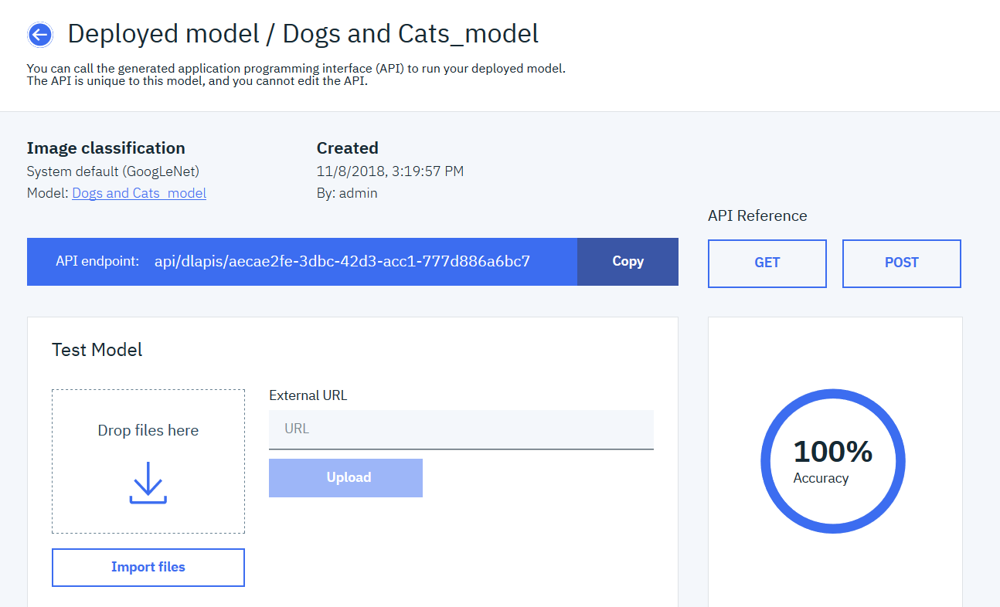 Deployed model / Dogs and Cats_model
You can call the generated application programming interface (API) to run your deployed model.
The API is unique to this model, and you cannot edit the API.
Image classification
System default (GoogLeNet)
Model: Dogs and Cats_model
Created
11/8/2018, 3:19:57 PM
By: admin
API endpoint: api/dlapis/aecae2fe-3dbc-42d3-acc1-777d886a6bc7
Copy
API Reference
GET
POST
Test Model
Drop files here
Import files
External URL
URL
Upload
100%
Accuracy